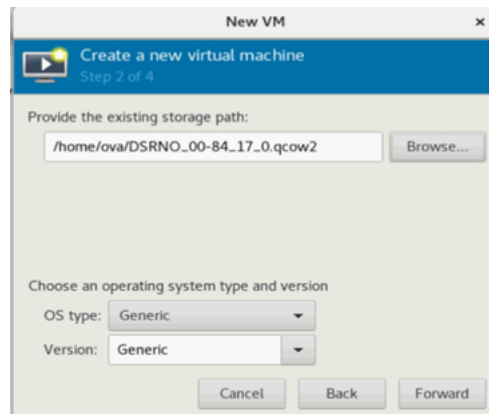 New VM
Create a new virtual machine
Step 2 of 4
Provide the existing storage path:
/home/ova/DSRNO_00-84_17_0.qcow2 Browse...
Choose an operating system type and version
OS type: Generic
Version: Generic
Cancel Back Forward